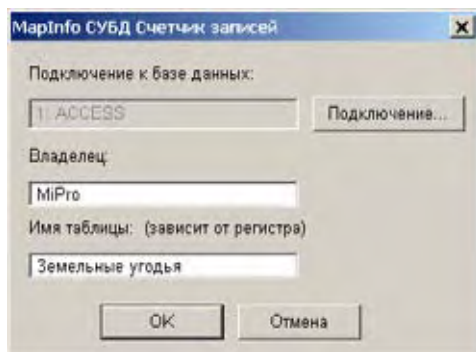 MapInfo СУБД Счетчик записей
Подключение к базе данных:
1: ACCESS
Подключение...
Владелец:
MiPro
Имя таблицы: (зависит от регистра)
Земельные угодья
OK
Отмена